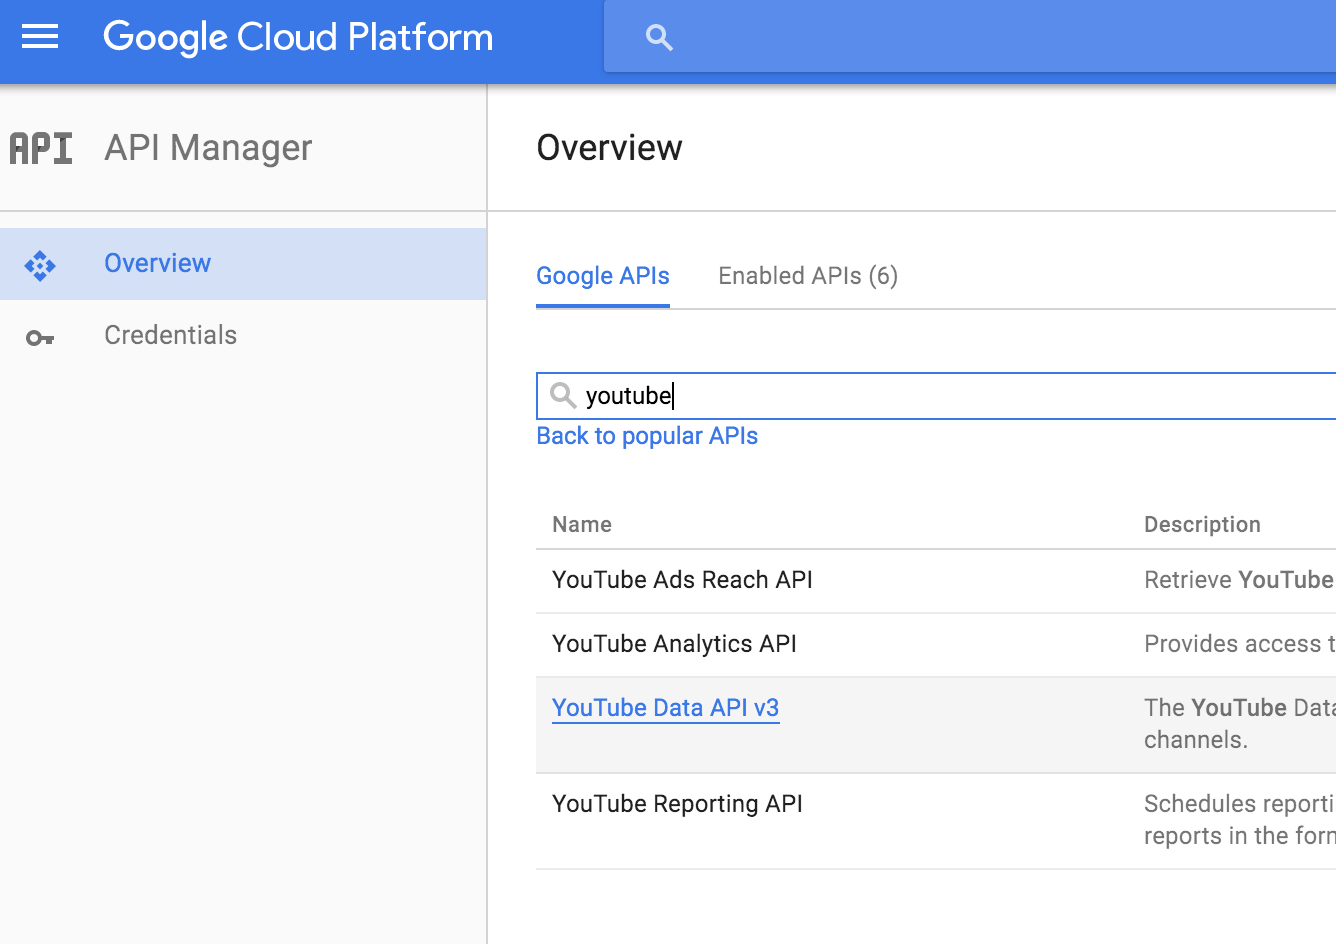 Google Cloud Platform
API API Manager
Overview
Overview
Credentials
Google APIs Enabled APIs (6)
youtube
Back to popular APIs
Name Description
YouTube Ads Reach API Retrieve YouTube
YouTube Analytics API Provides access
YouTube Data API v3 The YouTube Data
channels.
YouTube Reporting API Schedules
reports in the